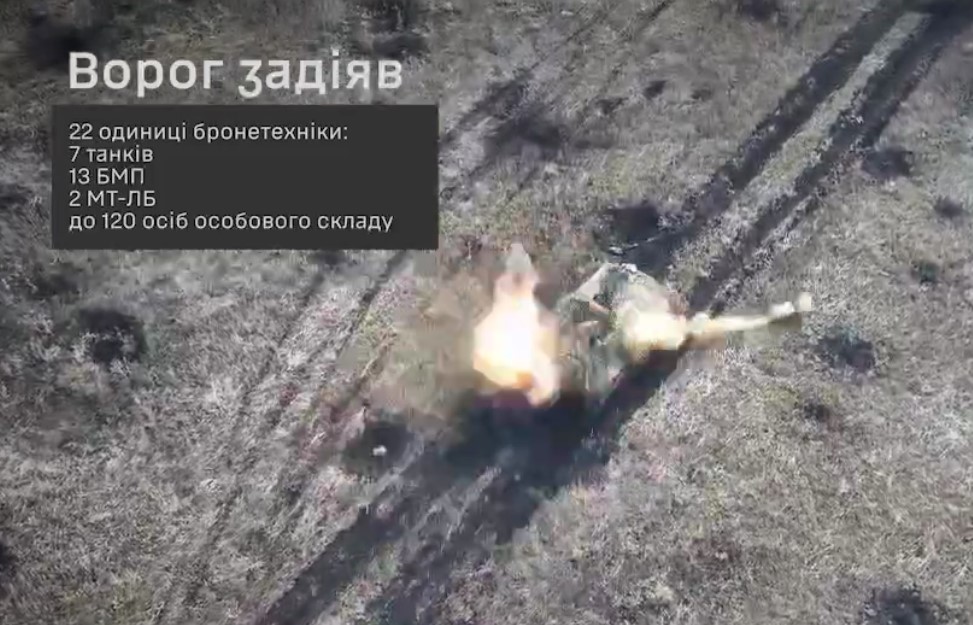 Ворог задіяв
22 одиниці бронетехніки:
7 танків
13 БМП
2 МТ-ЛБ
до 120 осіб особового складу